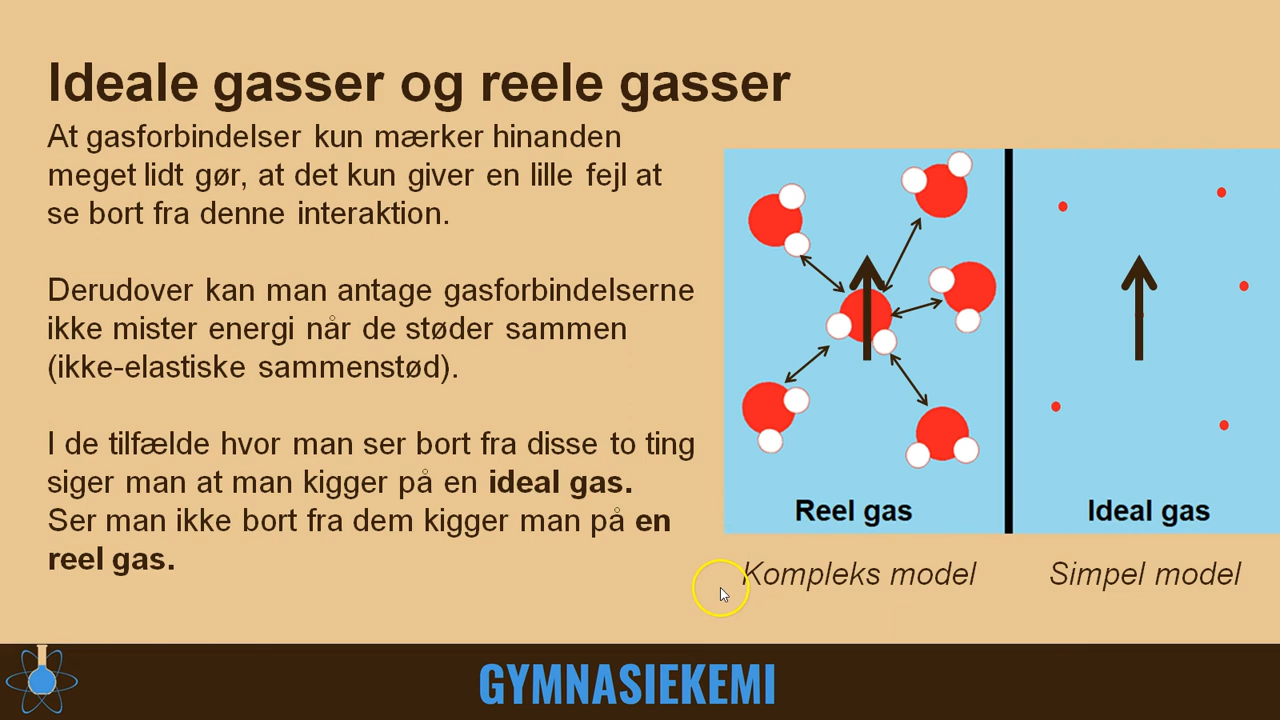 Ideale gasser og reele gasser
At gasforbindelser kun mærker hinanden
meget lidt gør, at det kun giver en lille fejl at
se bort fra denne interaktion.
Derudover kan man antage gasforbindelserne
ikke mister energi når de støder sammen
(ikke-elastiske sammenstød).
I de tilfælde hvor man ser bort fra disse to ting
siger man at man kigger på en ideal gas.
Ser man ikke bort fra dem kigger man på en
reel gas.
Reel gas
Ideal gas
Kompleks model
Simpel model
GYMNASIEKEMI